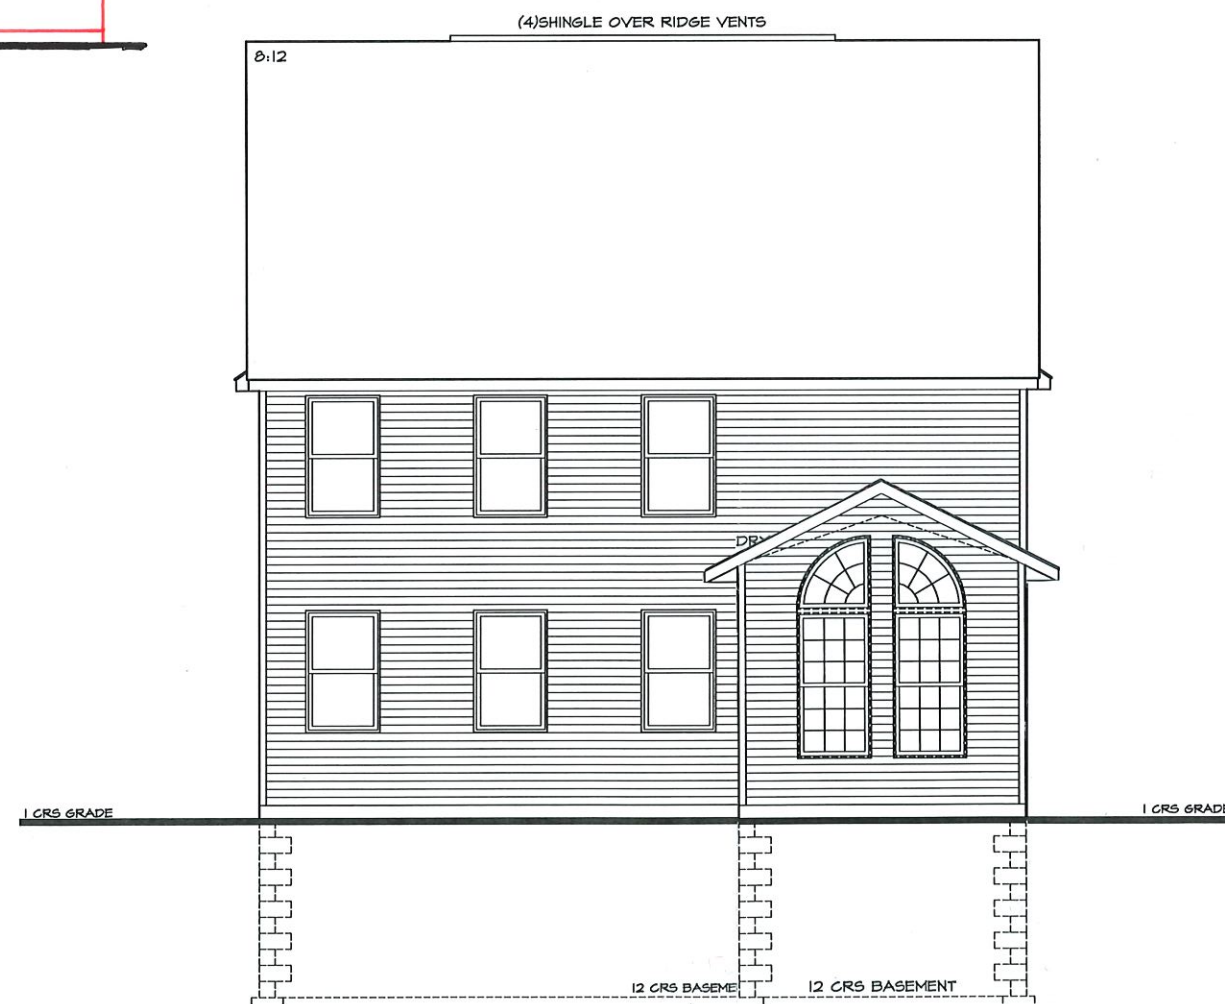 (4)SHINGLE OVER RIDGE VENTS
8:12
1 CRS GRADE
1 CRS GRADE
12 CRS BASEME
12 CRS BASEMENT